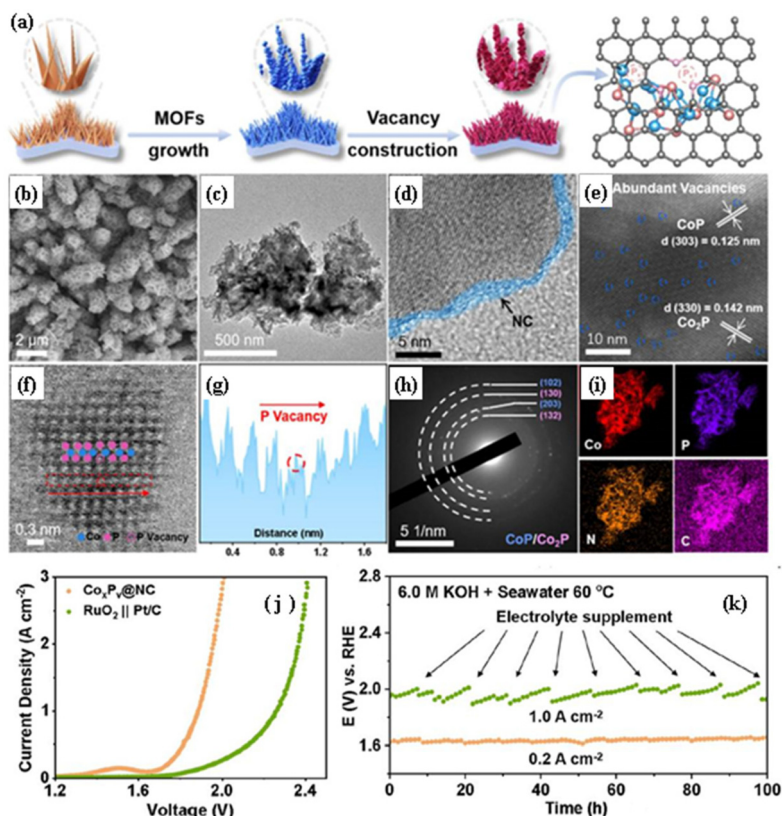 (a)
MOFs
growth
Vacancy
construction
(b)
2 μm
(c)
500 nm
(d)
NC
5 nm
(e)
Abundant Vacancies
CoP
d (303) = 0.125 nm
d (330) = 0.142 nm
Co₂P
10 nm
(f)
0.3 nm
Co P P Vacancy
(g)
P Vacancy
0.4 0.8 1.2 1.6
Distance (nm)
(h)
(102)
(130)
(203)
(132)
5 1/nm
CoP/Co₂P
(i)
Co
P
N
C
(j)
CoₓPᵥ@NC
RuO₂ || Pt/C
Current Density (A cm⁻²)
3
2
1
0
1.2 1.6 2.0 2.4
Voltage (V)
(k)
6.0 M KOH + Seawater 60 °C
Electrolyte supplement
1.0 A cm⁻²
0.2 A cm⁻²
E (V) vs. RHE
2.8
2.4
2.0
1.6
0 20 40 60 80 100
Time (h)